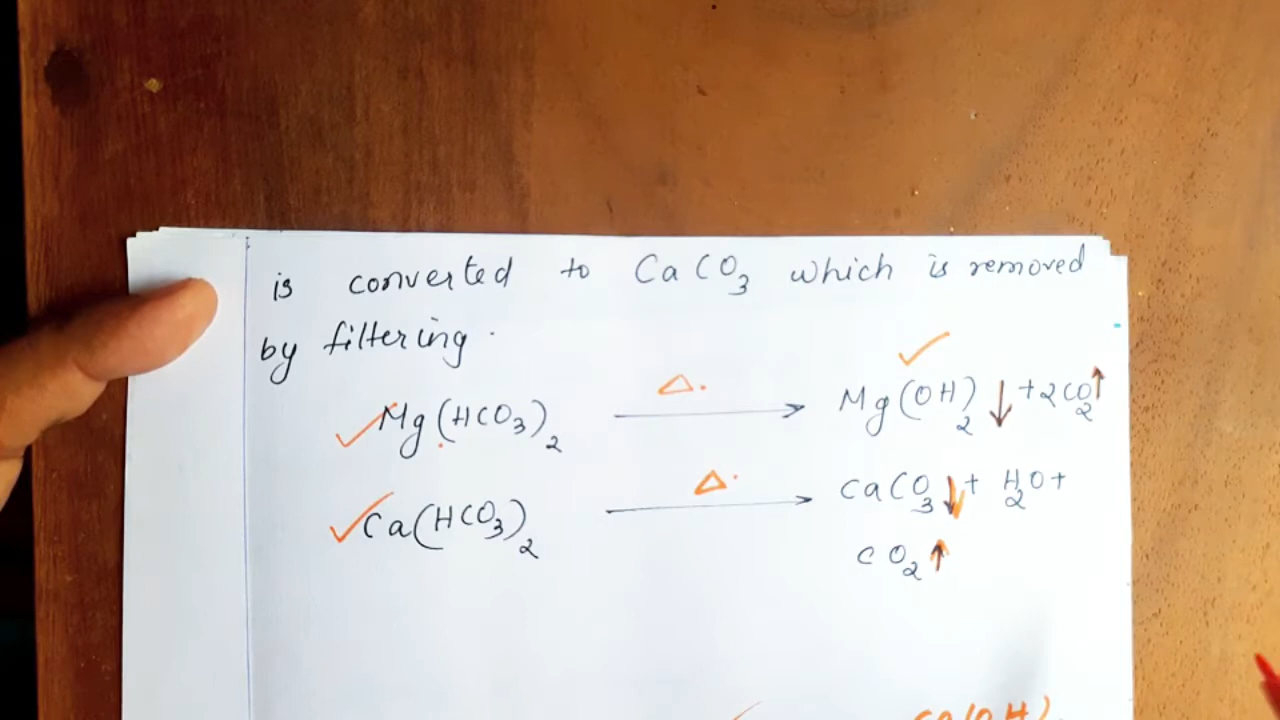 is converted to CaCO3 which is removed
by filtering.
Δ.
Mg(HCO3)2 → Mg(OH)2 ↓ + 2CO2 ↑
Δ.
Ca(HCO3)2 → CaCO3 ↓ + H2O +
CO2 ↑